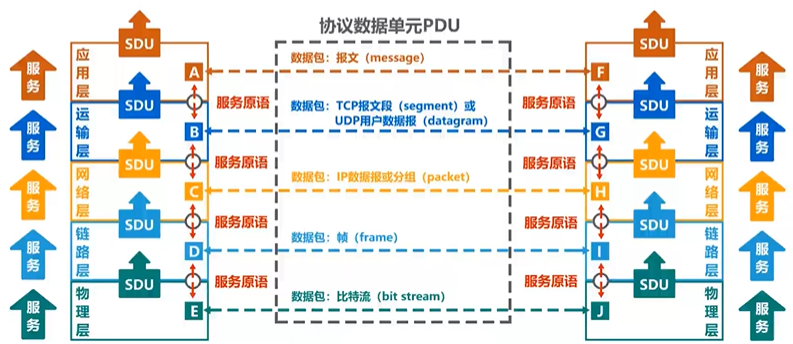 协议数据单元PDU
SDU
SDU
服务
应用层
A
数据包：报文（message）
F
应用层
服务
服务原语
服务原语
服务
运输层
SDU
B
数据包：TCP报文段（segment）或
UDP用户数据报（datagram）
G
SDU
运输层
服务
服务原语
服务原语
服务
网络层
SDU
C
数据包：IP数据报或分组（packet）
H
SDU
网络层
服务
服务原语
服务原语
服务
链路层
SDU
D
数据包：帧（frame）
I
SDU
链路层
服务
服务原语
服务原语
服务
物理层
SDU
E
数据包：比特流（bit stream）
J
SDU
物理层
服务